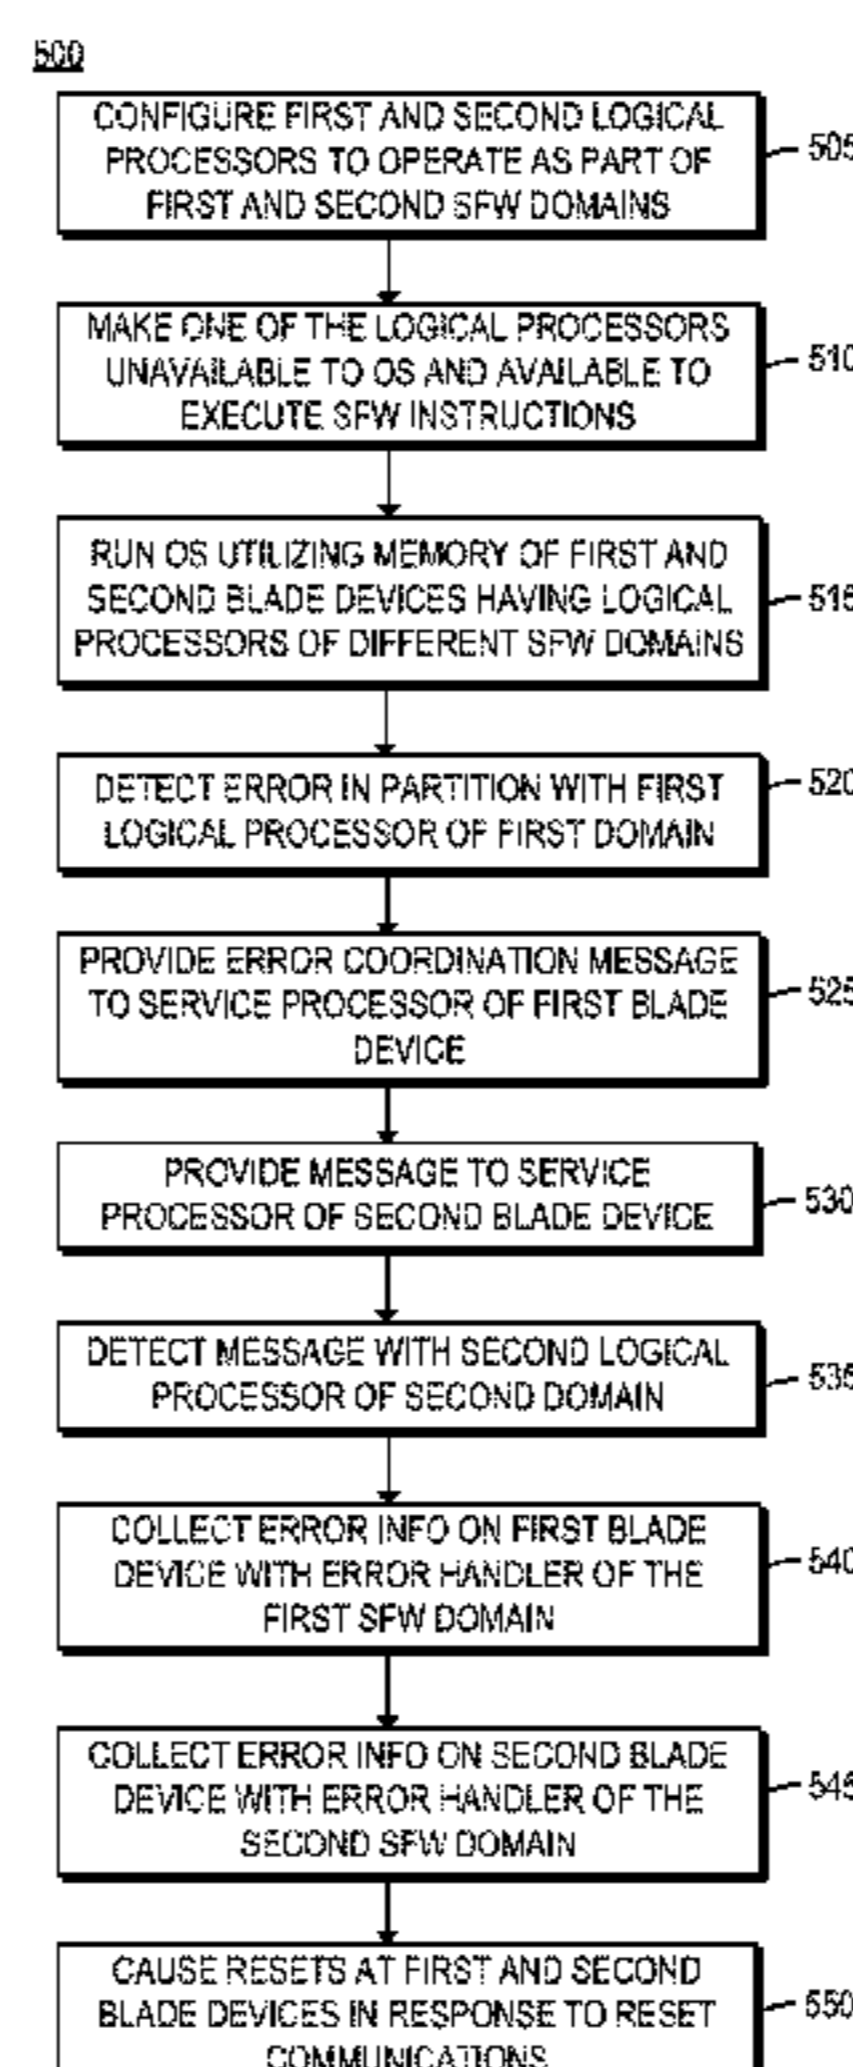 500
CONFIGURE FIRST AND SECOND LOGICAL
PROCESSORS TO OPERATE AS PART OF
FIRST AND SECOND SFW DOMAINS
505
MAKE ONE OF THE LOGICAL PROCESSORS
UNAVAILABLE TO OS AND AVAILABLE TO
EXECUTE SFW INSTRUCTIONS
510
RUN OS UTILIZING MEMORY OF FIRST AND
SECOND BLADE DEVICES HAVING LOGICAL
PROCESSORS OF DIFFERENT SFW DOMAINS
515
DETECT ERROR IN PARTITION WITH FIRST
LOGICAL PROCESSOR OF FIRST DOMAIN
520
PROVIDE ERROR COORDINATION MESSAGE
TO SERVICE PROCESSOR OF FIRST BLADE
DEVICE
525
PROVIDE MESSAGE TO SERVICE
PROCESSOR OF SECOND BLADE DEVICE
530
DETECT MESSAGE WITH SECOND LOGICAL
PROCESSOR OF SECOND DOMAIN
535
COLLECT ERROR INFO ON FIRST BLADE
DEVICE WITH ERROR HANDLER OF THE
FIRST SFW DOMAIN
540
COLLECT ERROR INFO ON SECOND BLADE
DEVICE WITH ERROR HANDLER OF THE
SECOND SFW DOMAIN
545
CAUSE RESETS AT FIRST AND SECOND
BLADE DEVICES IN RESPONSE TO RESET
COMMUNICATIONS
550